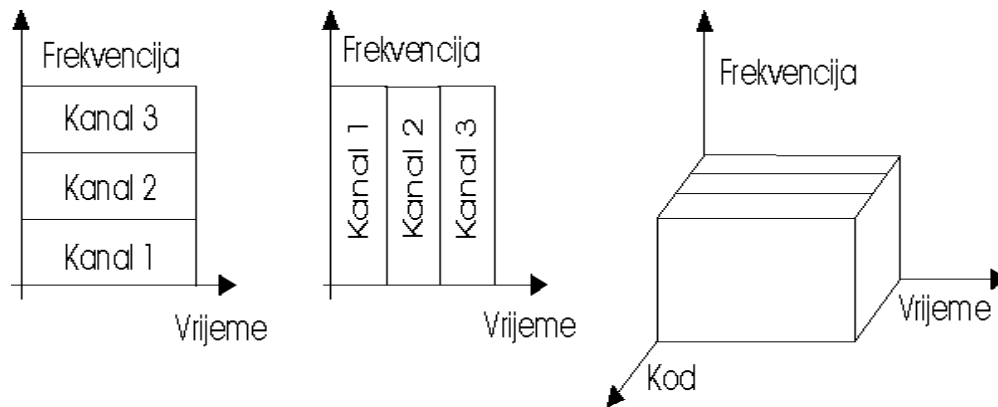 Frekvencija
Kanal 3
Kanal 2
Kanal 1
Vrijeme
Frekvencija
Kanal 1
Kanal 2
Kanal 3
Vrijeme
Frekvencija
Vrijeme
Kod